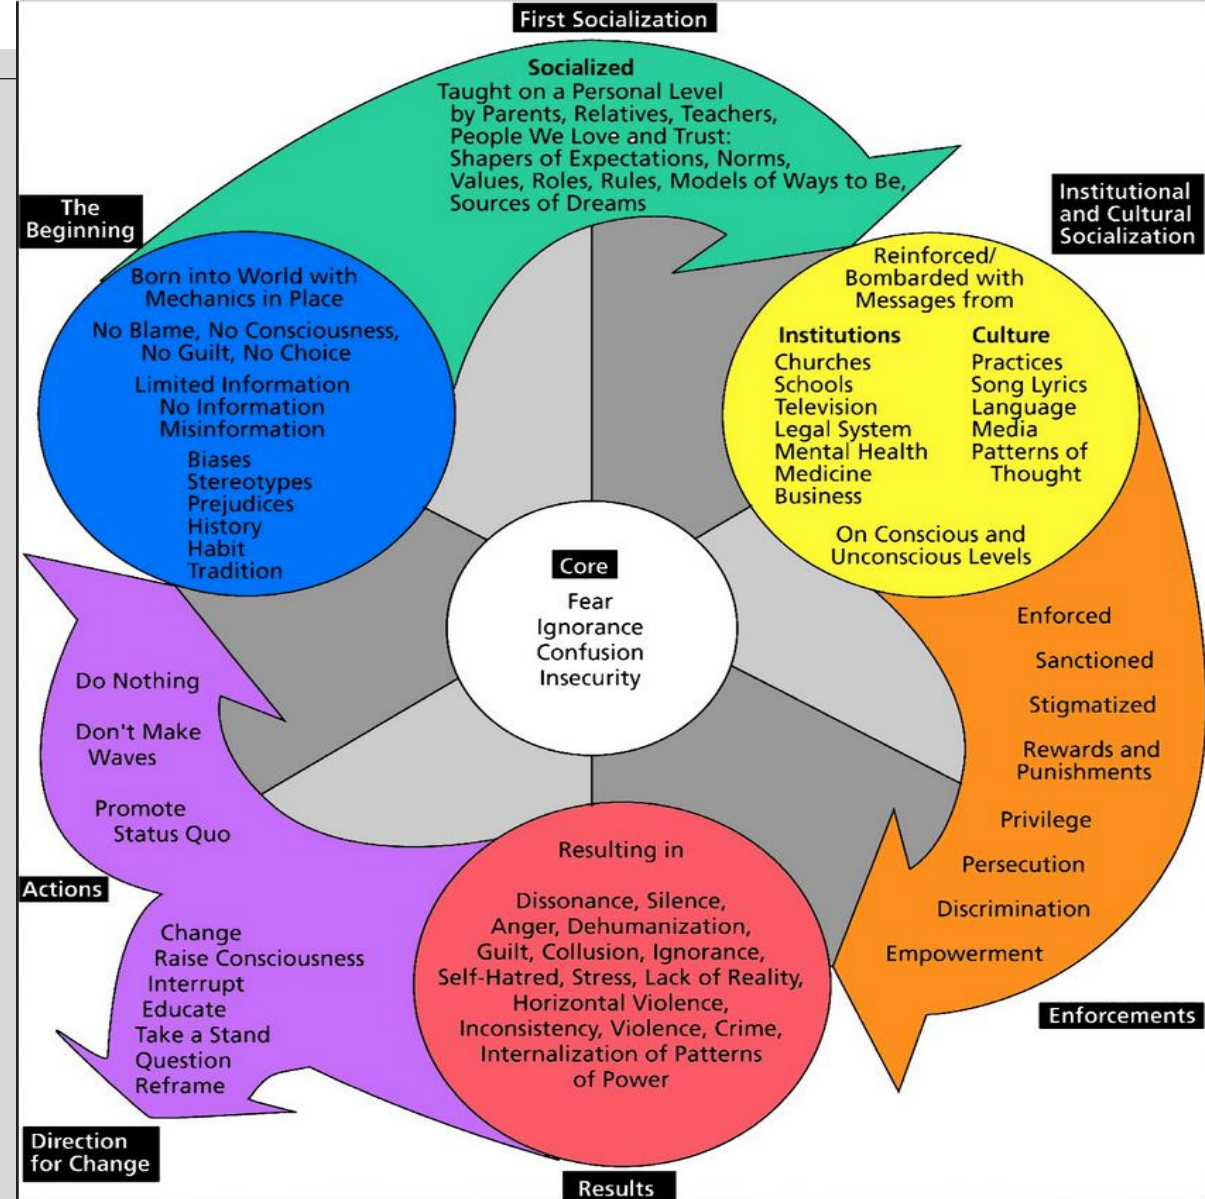 First Socialization
Socialized
Taught on a Personal Level
by Parents, Relatives, Teachers,
People We Love and Trust:
Shapers of Expectations, Norms,
Values, Roles, Rules, Models of Ways to Be,
Sources of Dreams
The
Beginning
Born into World with
Mechanics in Place
No Blame, No Consciousness,
No Guilt, No Choice
Limited Information
No Information
Misinformation
Biases
Stereotypes
Prejudices
History
Habit
Tradition
Institutional
and Cultural
Socialization
Reinforced/
Bombarded with
Messages from
Institutions
Churches
Schools
Television
Legal System
Mental Health
Medicine
Business
Culture
Practices
Song Lyrics
Language
Media
Patterns of
Thought
On Conscious and
Unconscious Levels
Core
Fear
Ignorance
Confusion
Insecurity
Enforced
Sanctioned
Stigmatized
Rewards and
Punishments
Privilege
Persecution
Discrimination
Empowerment
Enforcements
Resulting in
Dissonance, Silence,
Anger, Dehumanization,
Guilt, Collusion, Ignorance,
Self-Hatred, Stress, Lack of Reality,
Horizontal Violence,
Inconsistency, Violence, Crime,
Internalization of Patterns
of Power
Results
Do Nothing
Don't Make
Waves
Promote
Status Quo
Actions
Change
Raise Consciousness
Interrupt
Educate
Take a Stand
Question
Reframe
Direction
for Change